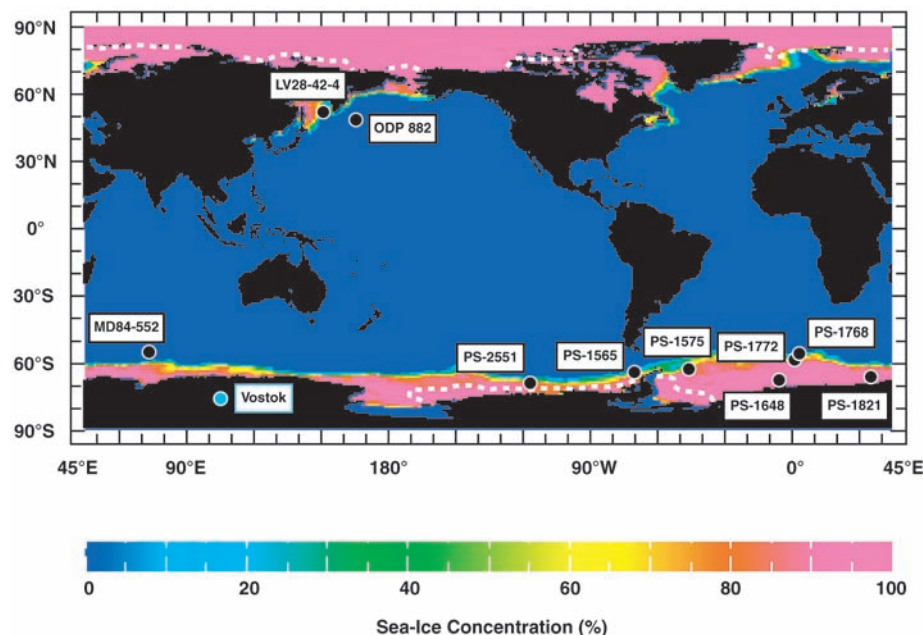 90°N
60°N
30°N
0°
30°S
60°S
90°S
LV28-42-4
ODP 882
MD84-552
Vostok
PS-2551
PS-1565
PS-1575
PS-1772
PS-1768
PS-1648
PS-1821
45°E 90°E 180° 90°W 0° 45°E
0 20 40 60 80 100
Sea-Ice Concentration (%)